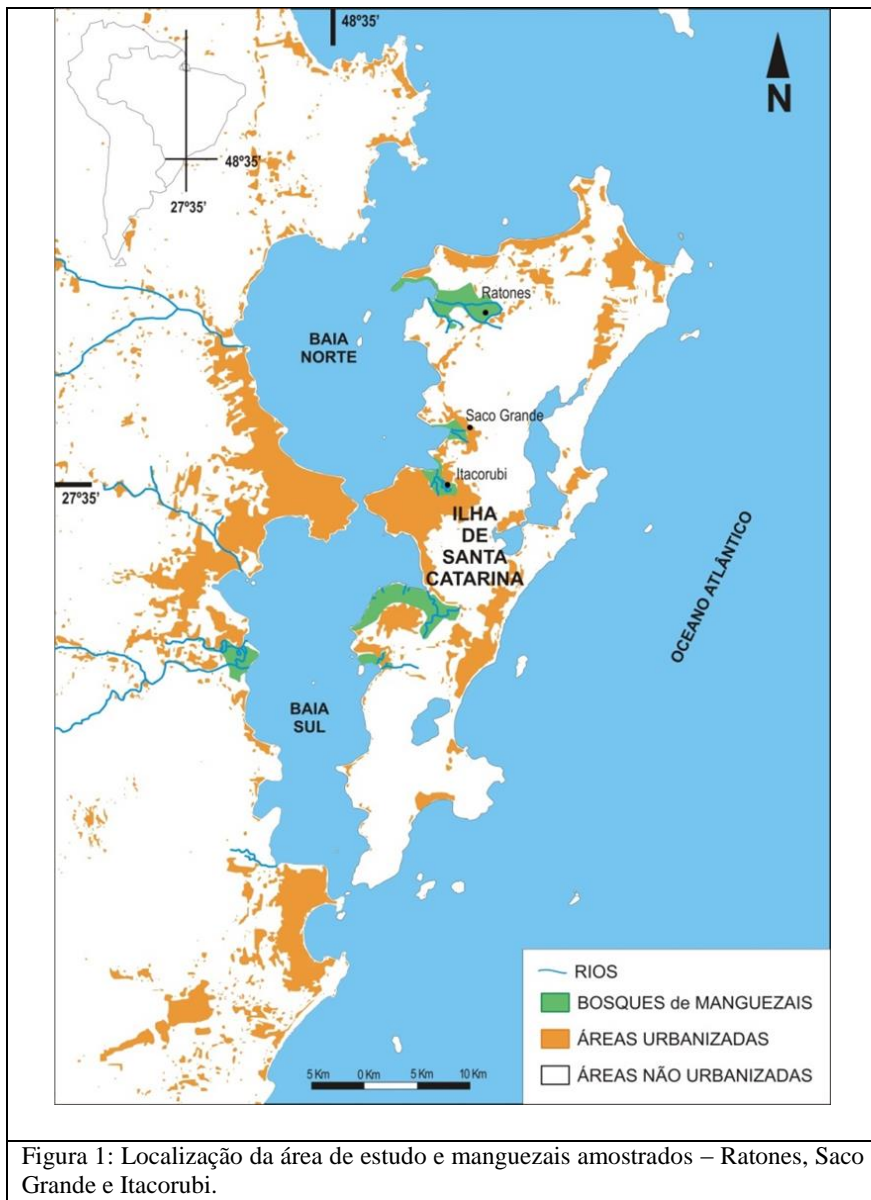 48º35'
N
48º35'
27º35'
Ratones
BAIA
NORTE
Saco Grande
Itacorubi
27º35'
ILHA
DE
SANTA
CATARINA
OCEANO ATLÂNTICO
BAIA
SUL
RIOS
BOSQUES de MANGUEZAIS
ÁREAS URBANIZADAS
ÁREAS NÃO URBANIZADAS
5 Km 0 Km 5 Km 10 Km
Figura 1: Localização da área de estudo e manguezais amostrados – Ratones, Saco
Grande e Itacorubi.